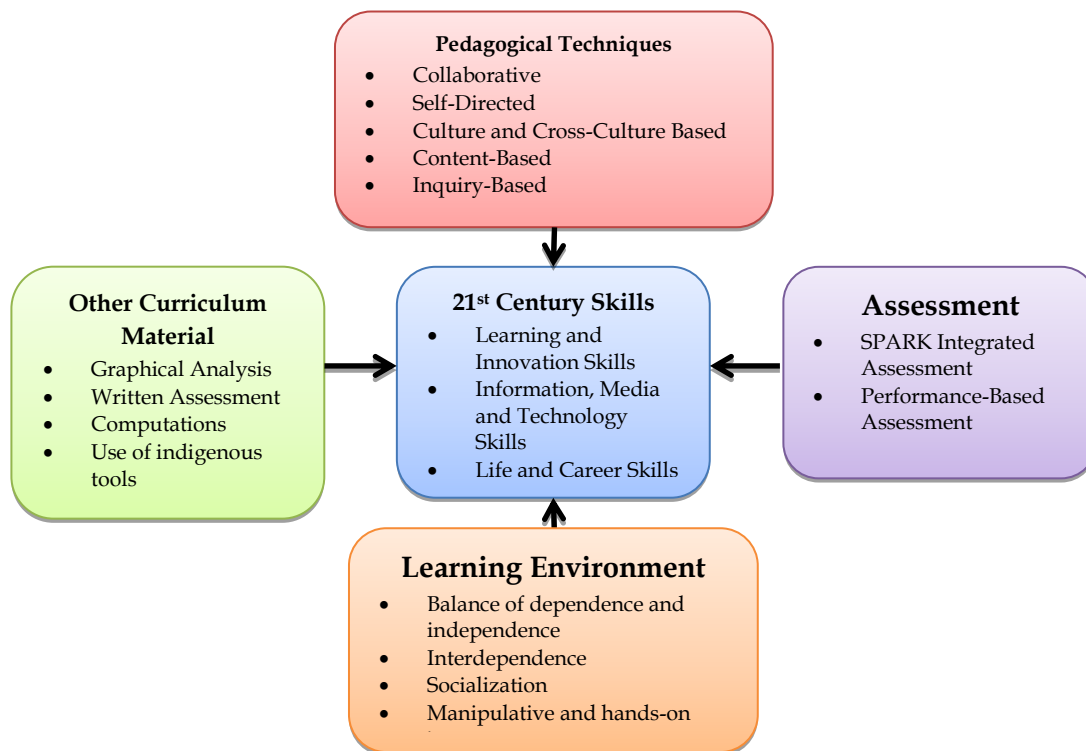 Pedagogical Techniques
• Collaborative
• Self-Directed
• Culture and Cross-Culture Based
• Content-Based
• Inquiry-Based
Other Curriculum
Material
• Graphical Analysis
• Written Assessment
• Computations
• Use of indigenous
tools
21st Century Skills
• Learning and
Innovation Skills
• Information, Media
and Technology
Skills
• Life and Career Skills
Assessment
• SPARK Integrated
Assessment
• Performance-Based
Assessment
Learning Environment
• Balance of dependence and
independence
• Interdependence
• Socialization
• Manipulative and hands-on